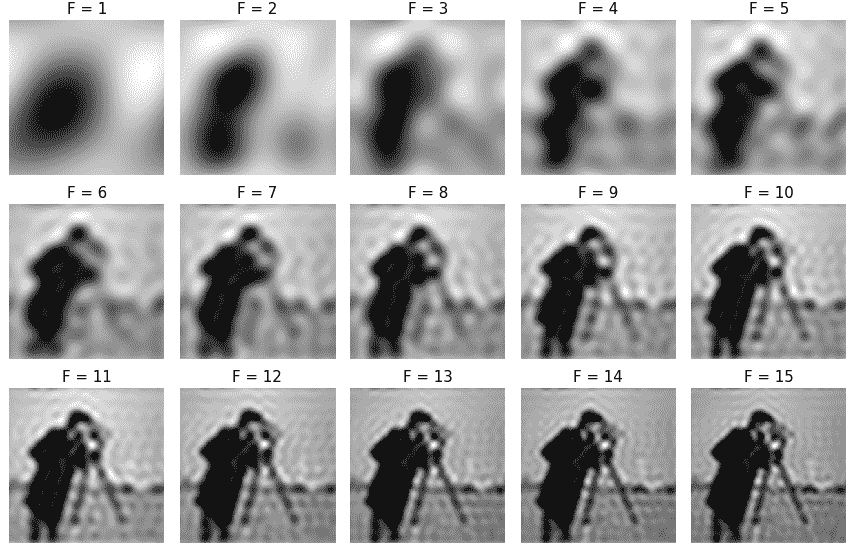 F = 1 F = 2 F = 3 F = 4 F = 5
F = 6 F = 7 F = 8 F = 9 F = 10
F = 11 F = 12 F = 13 F = 14 F = 15